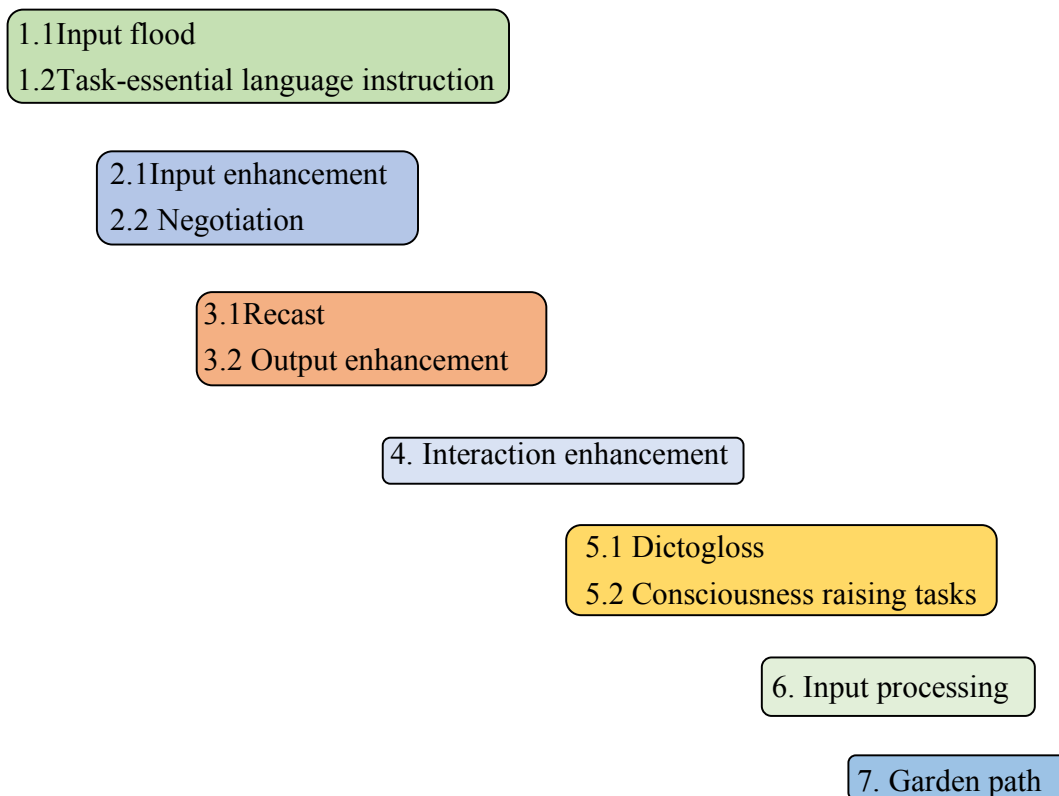 1.1Input flood
1.2Task-essential language instruction
2.1Input enhancement
2.2 Negotiation
3.1Recast
3.2 Output enhancement
4. Interaction enhancement
5.1 Dictogloss
5.2 Consciousness raising tasks
6. Input processing
7. Garden path